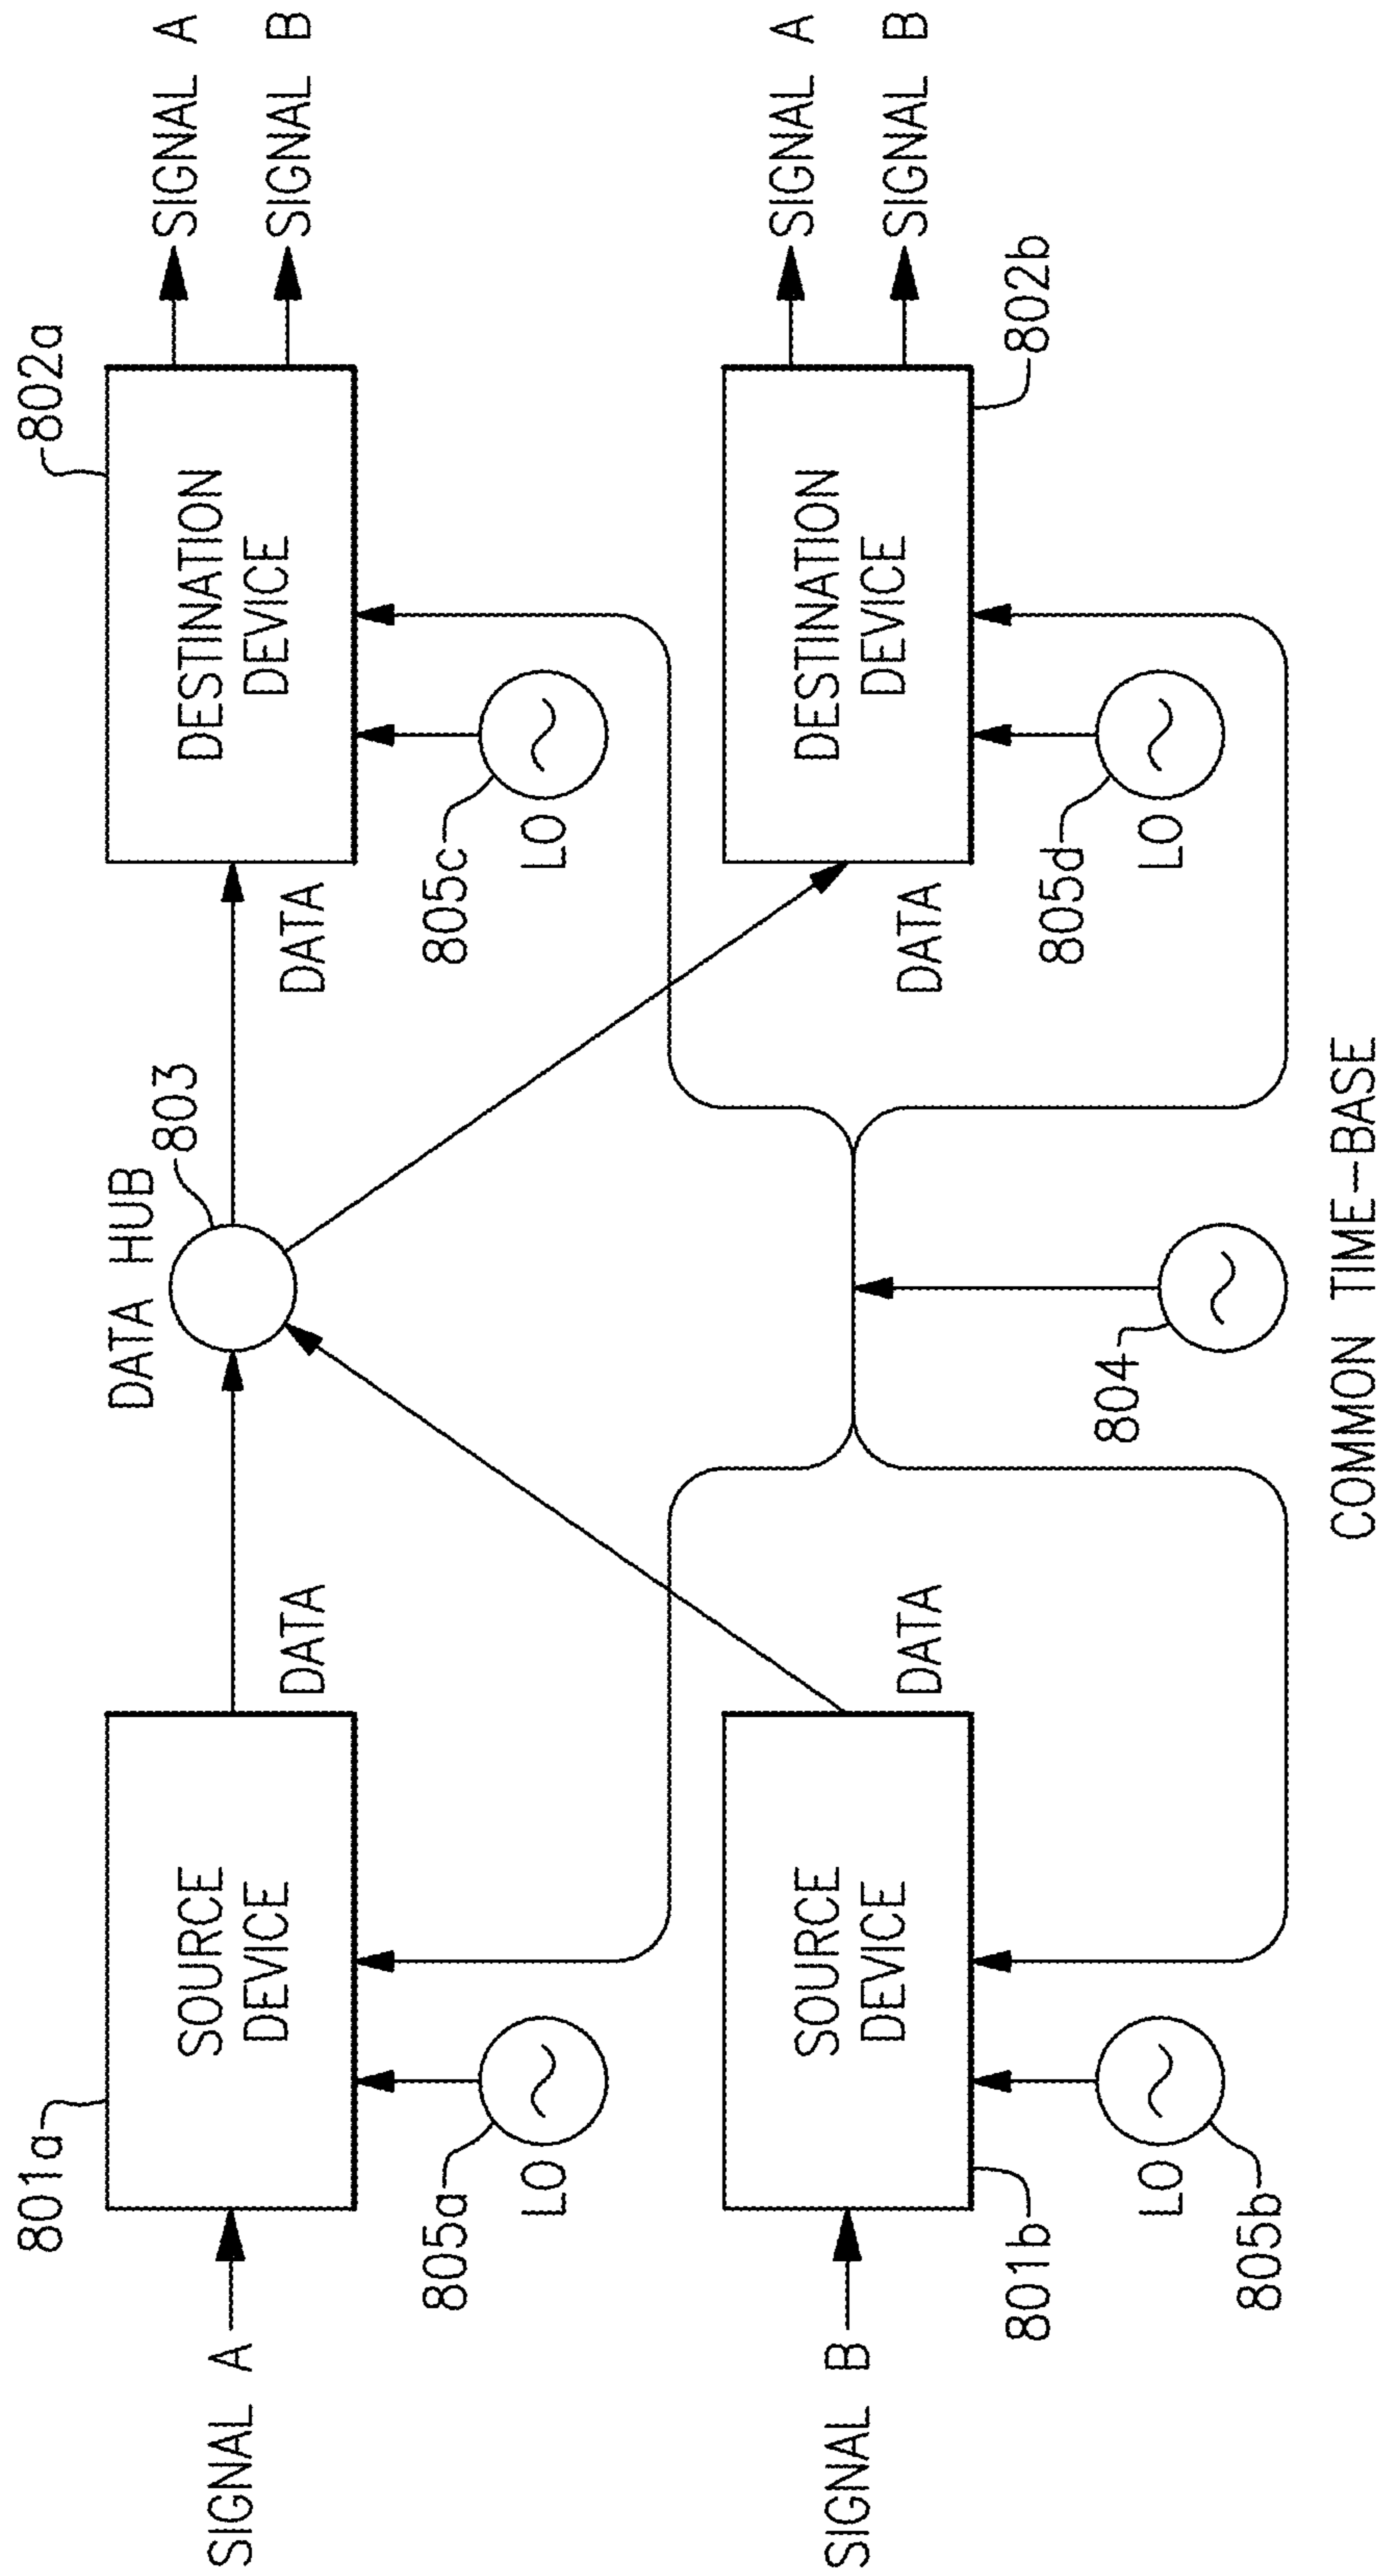 801a
SIGNAL A
SOURCE
DEVICE
DATA
805a
LO
DATA HUB
803
802a
DESTINATION
DEVICE
DATA
805c
LO
SIGNAL A
SIGNAL B
SIGNAL B
SOURCE
DEVICE
DATA
801b
LO
805b
804
DESTINATION
DEVICE
DATA
802b
805d
LO
SIGNAL A
SIGNAL B
COMMON TIME-BASE